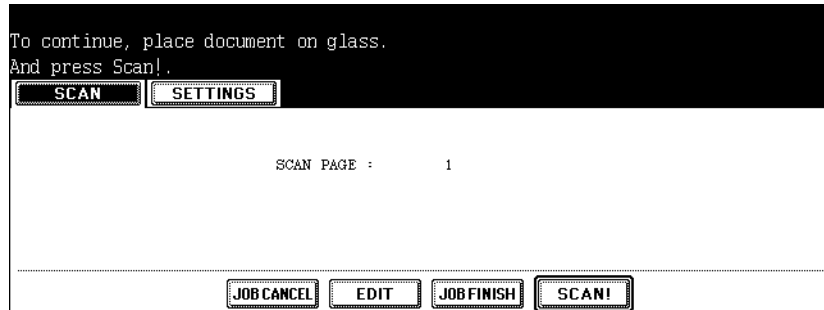 To continue, place document on glass.
And press Scan!.
SCAN SETTINGS
SCAN PAGE : 1
JOB CANCEL EDIT JOB FINISH SCAN!